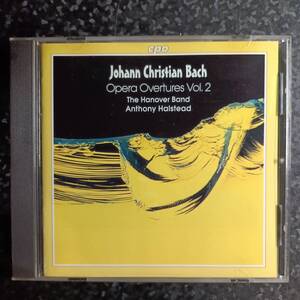 cpo
Johann Christian Bach
Opera Overtures Vol. 2
The Hanover Band
Anthony Halstead